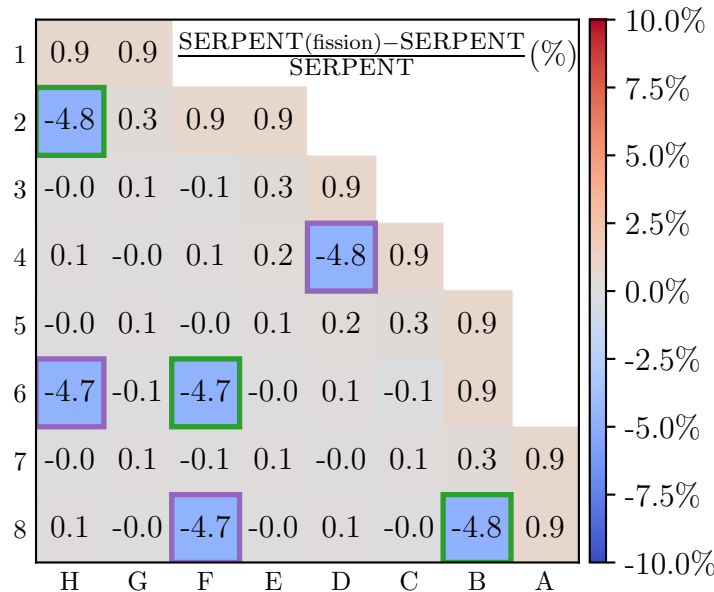 SERPENT(fission)−SERPENT
SERPENT
(%)
1 0.9 0.9
2 -4.8 0.3 0.9 0.9
3 -0.0 0.1 -0.1 0.3 0.9
4 0.1 -0.0 0.1 0.2 -4.8 0.9
5 -0.0 0.1 -0.0 0.1 0.2 0.3 0.9
6 -4.7 -0.1 -4.7 -0.0 0.1 -0.1 0.9
7 -0.0 0.1 -0.1 0.1 -0.0 0.1 0.3 0.9
8 0.1 -0.0 -4.7 -0.0 0.1 -0.0 -4.8 0.9
H G F E D C B A
10.0%
7.5%
5.0%
2.5%
0.0%
-2.5%
-5.0%
-7.5%
-10.0%